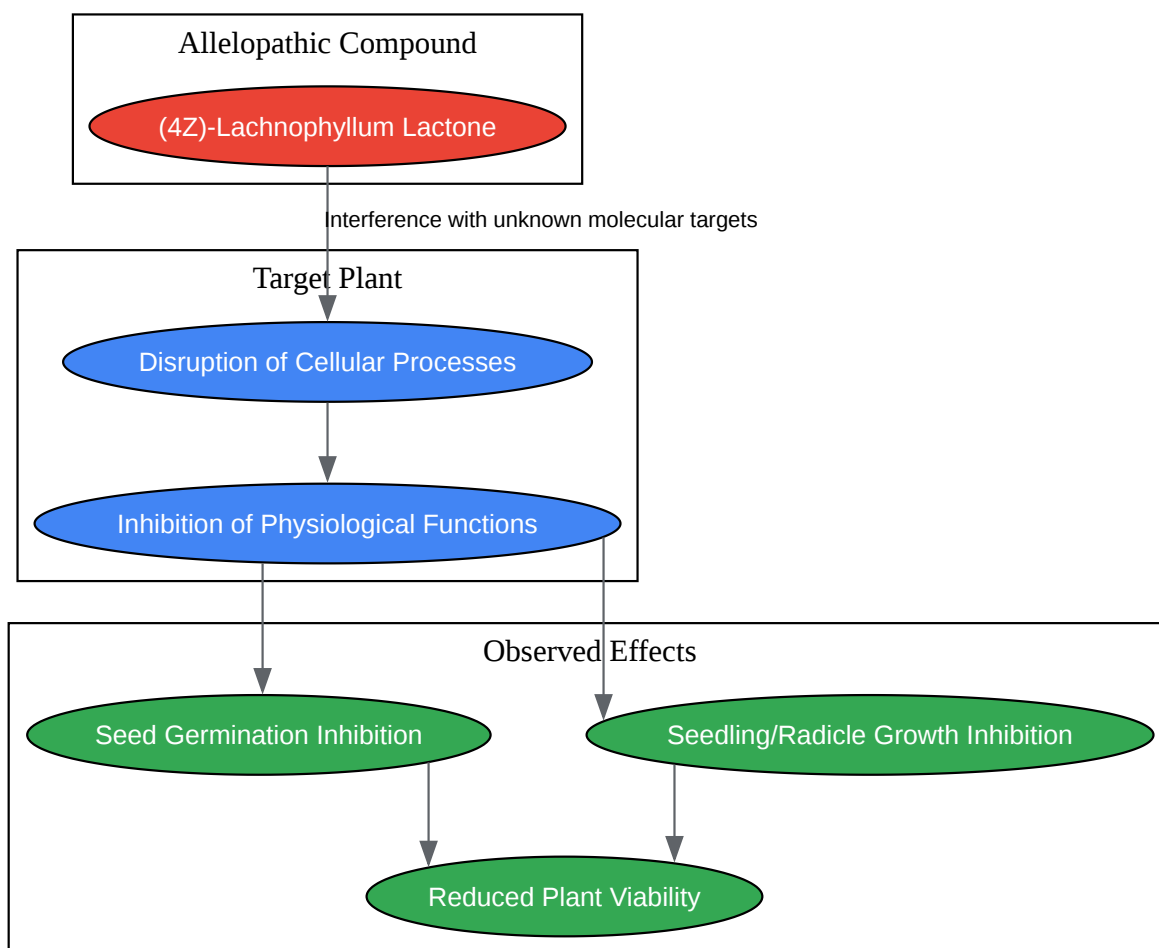 Allelopathic Compound
(4Z)-Lachnophyllum Lactone
Interference with unknown molecular targets
Target Plant
Disruption of Cellular Processes
Inhibition of Physiological Functions
Observed Effects
Seed Germination Inhibition
Seedling/Radicle Growth Inhibition
Reduced Plant Viability